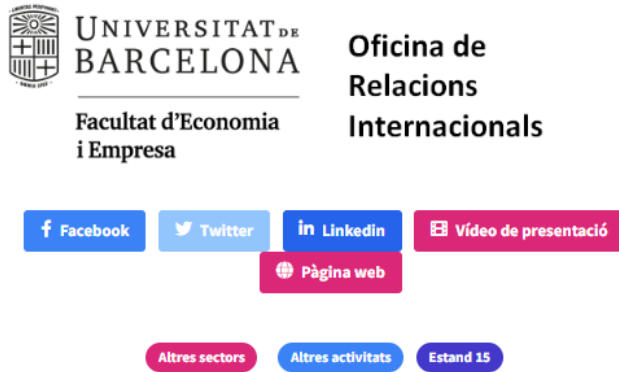 UNIVERSITAT DE
BARCELONA
Facultat d'Economia
i Empresa
Oficina de
Relacions
Internacionals
Facebook
Twitter
Linkedin
Vídeo de presentació
Pàgina web
Altres sectors
Altres activitats
Estand 15